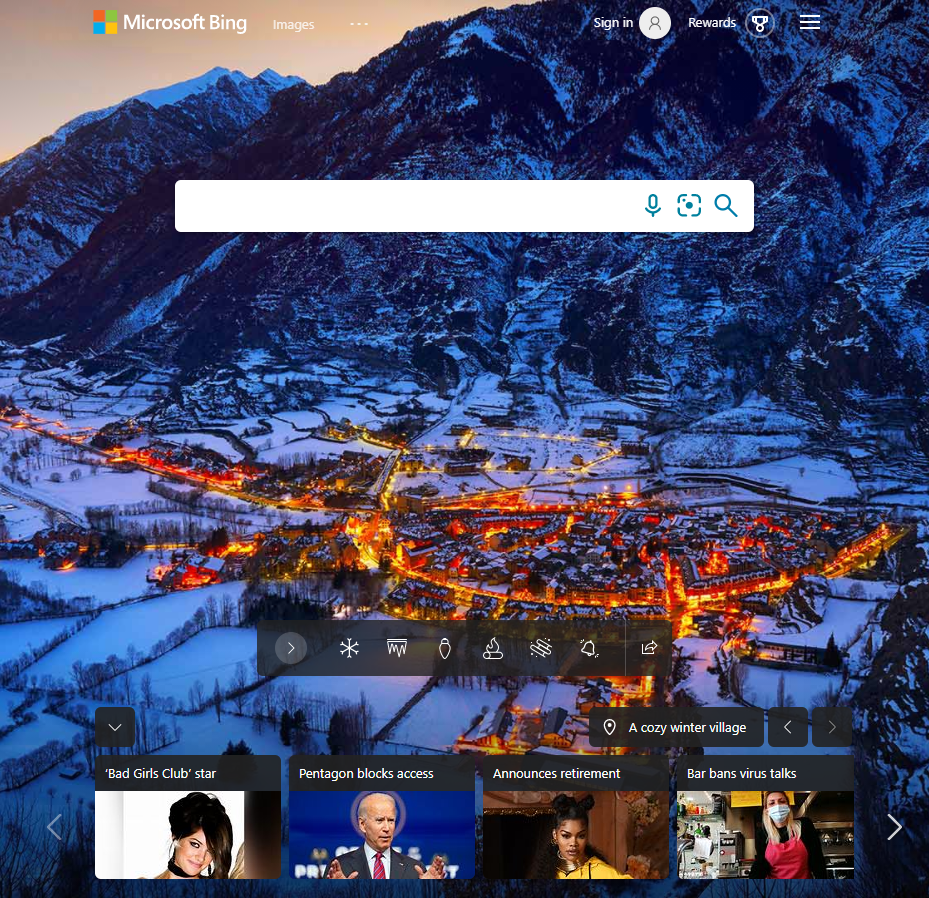 Microsoft Bing
Images
Sign in
Rewards
A cozy winter village
'Bad Girls Club' star
Pentagon blocks access
Announces retirement
Bar bans virus talks